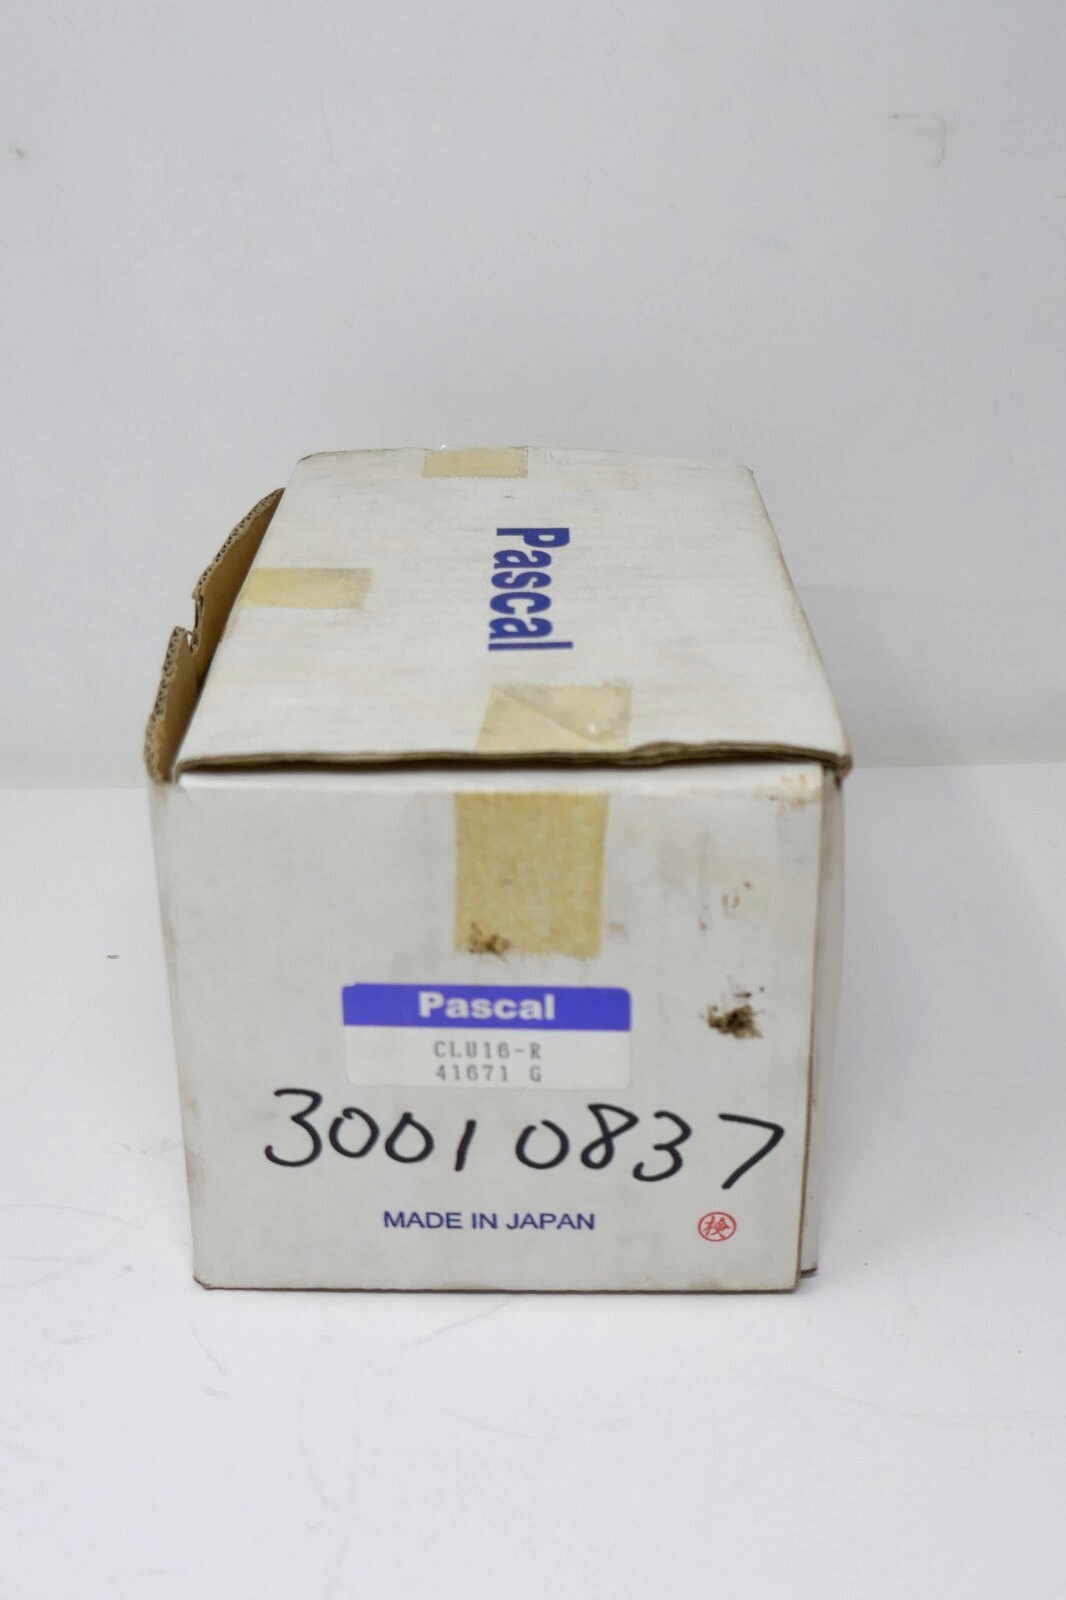 Pascal
Pascal
CLU16-R
41671 G
30010837
MADE IN JAPAN
検